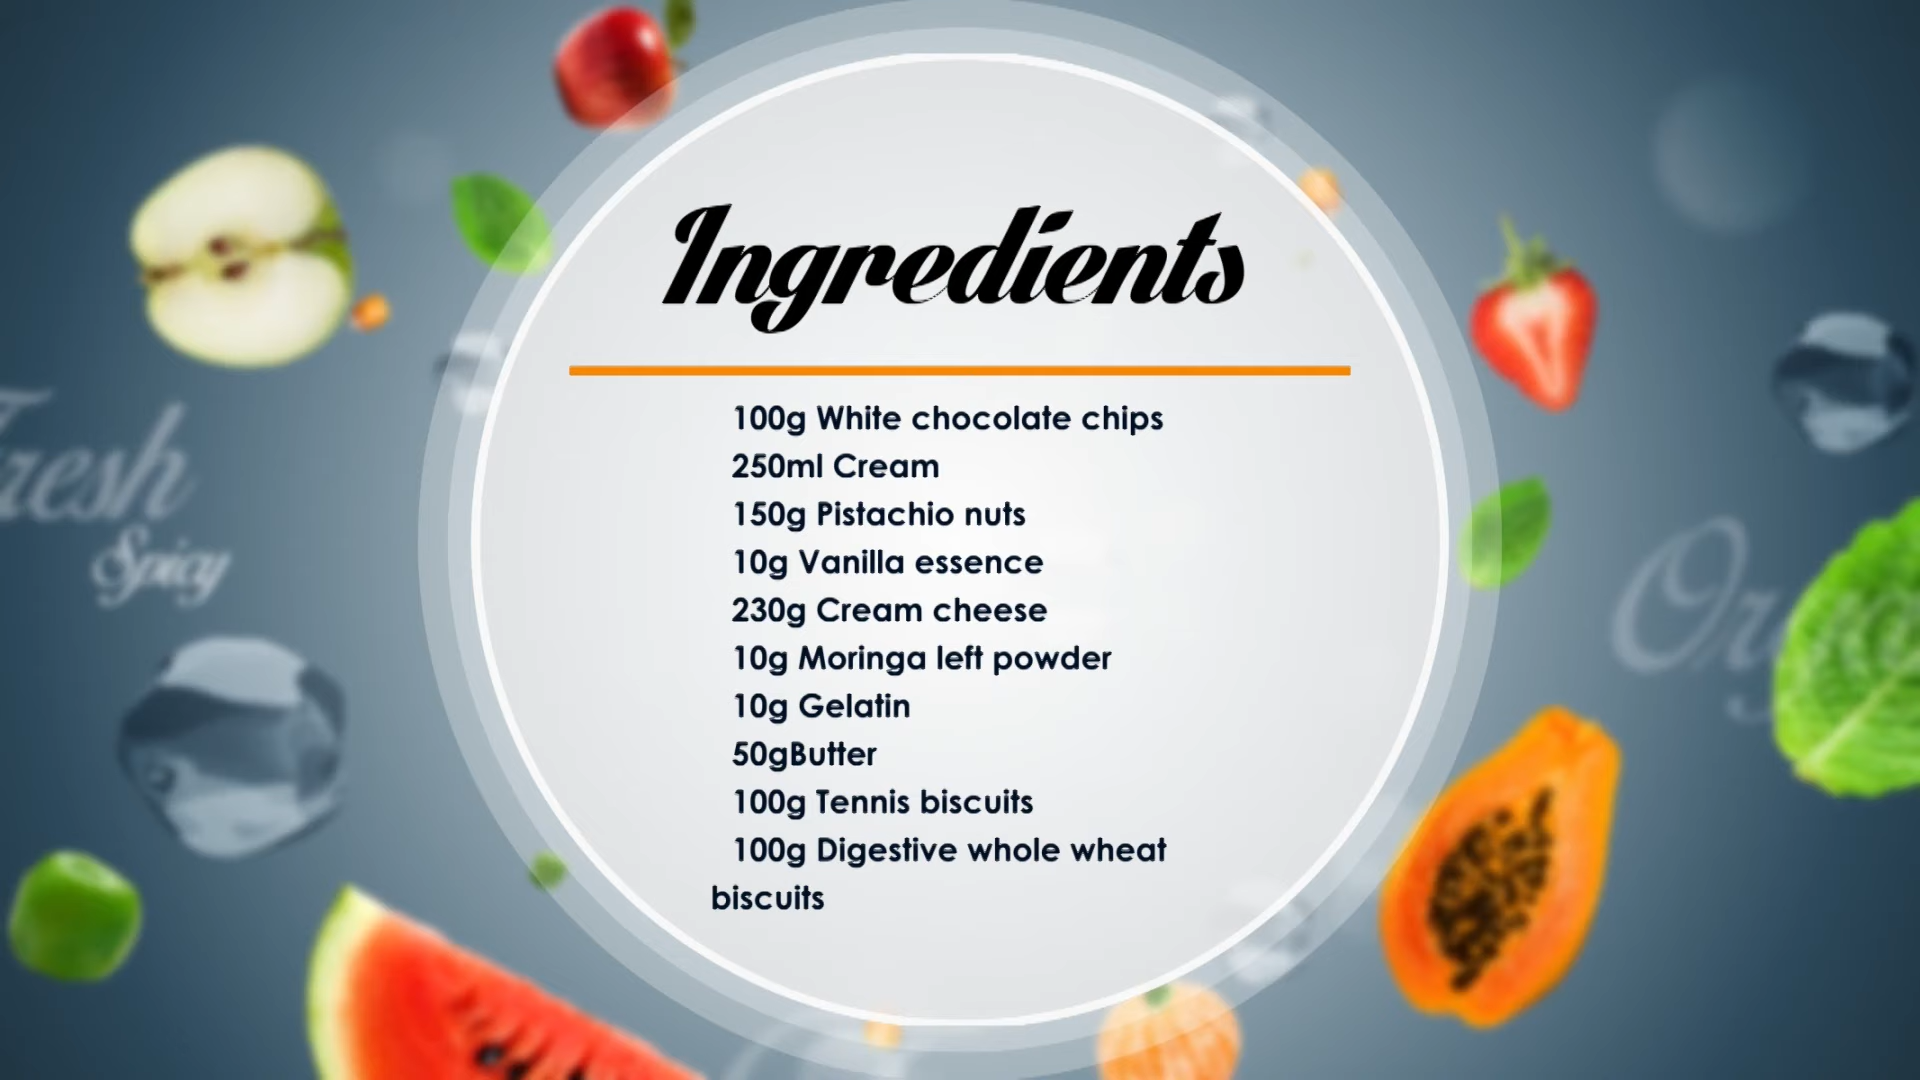 Ingredients
100g White chocolate chips
250ml Cream
150g Pistachio nuts
10g Vanilla essence
230g Cream cheese
10g Moringa left powder
10g Gelatin
50gButter
100g Tennis biscuits
100g Digestive whole wheat
biscuits
Fresh
Spicy